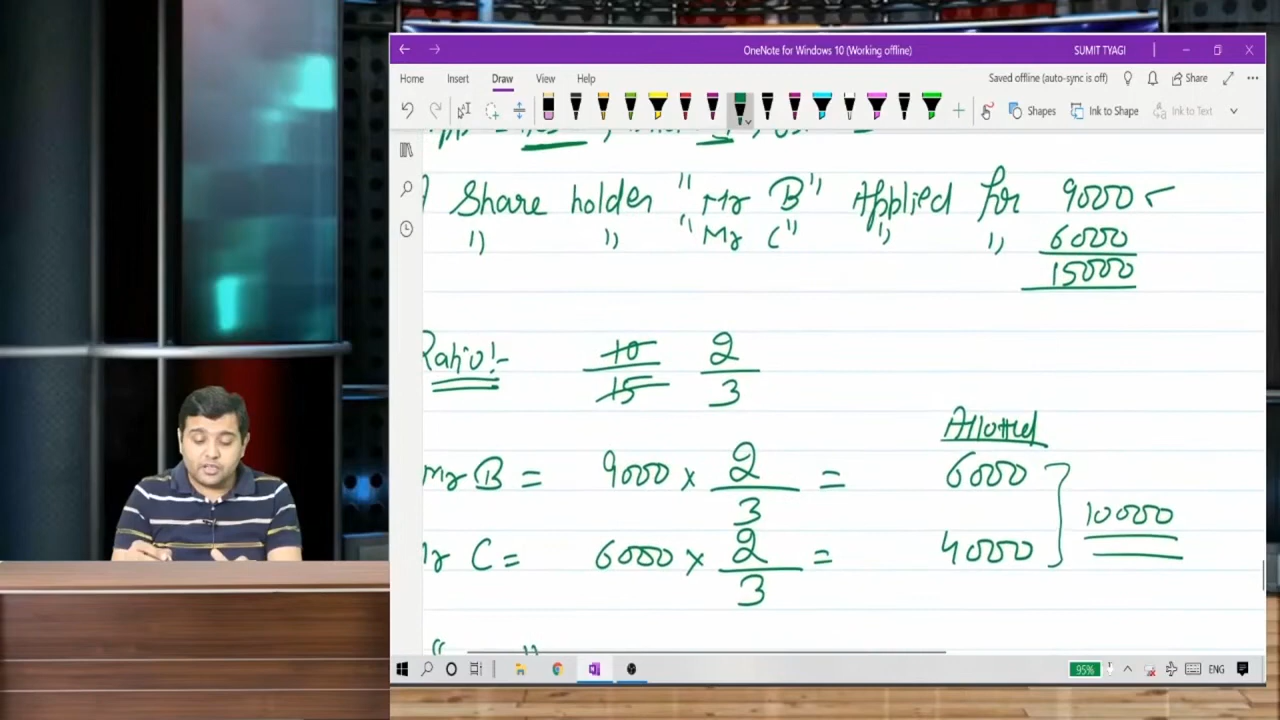 OneNote for Windows 10 (Working offline)
SUMIT TYAGI
Home Insert Draw View Help
Saved offline (auto-sync is off)
Share
Shapes Ink to Shape Ink to Text
Share holder "Mr B" Applied for 9000
" " "Mr C" " " 6000
15000
Ratio:- 10/15 2/3
Allotted
Mr B = 9000 × 2/3 = 6000
10000
Mr C = 6000 × 2/3 = 4000
95%
ENG